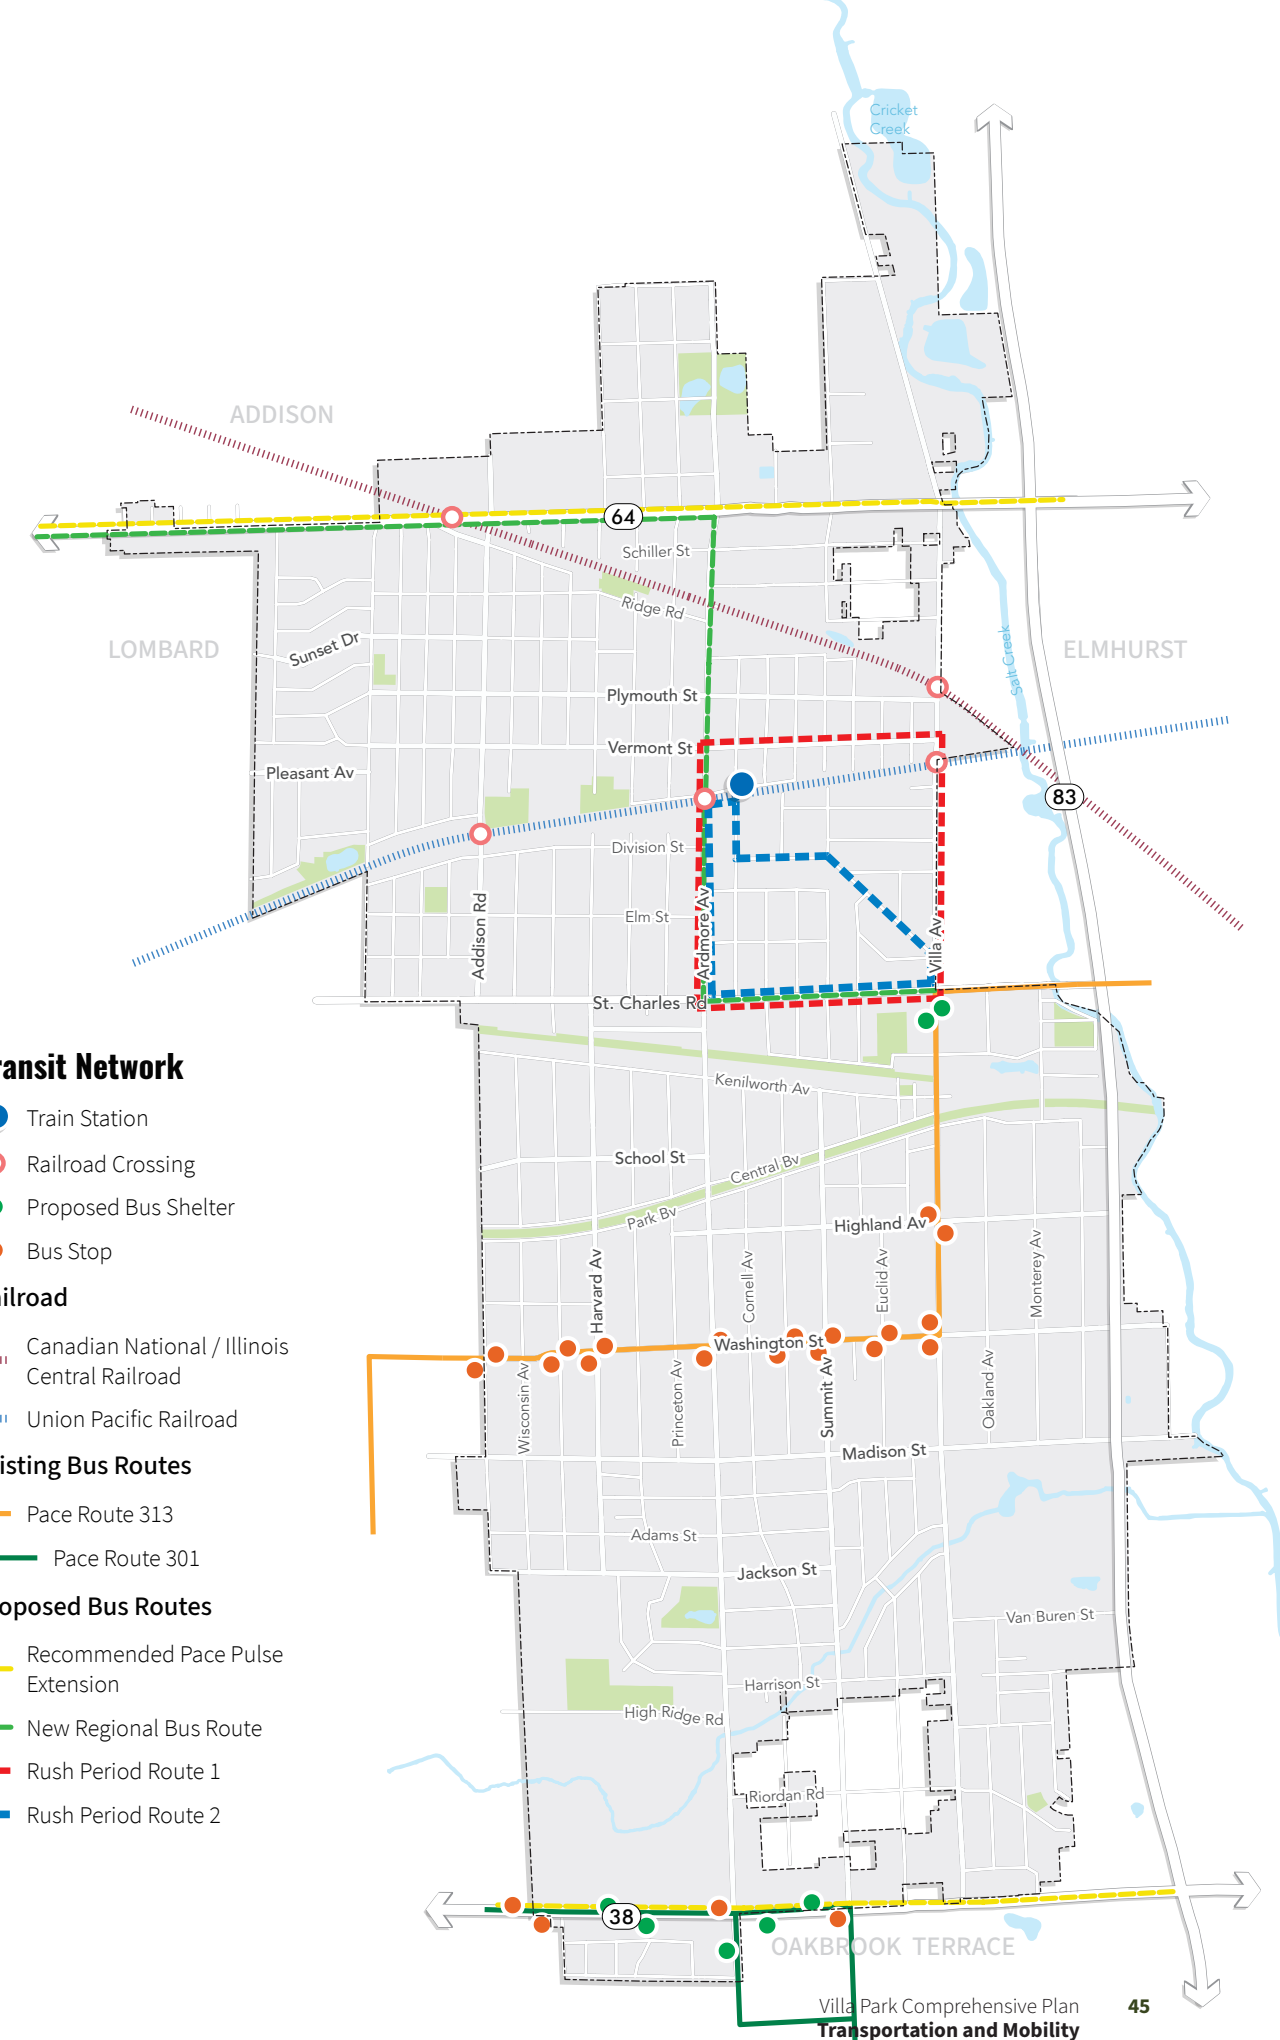 Cricket
Creek
ADDISON
64
Schiller St
Ridge Rd
LOMBARD
Sunset Dr
ELMHURST
Salt Creek
Plymouth St
Vermont St
Pleasant Av
83
Division St
Addison Rd
Ardmore Av
Elm St
Villa Av
St. Charles Rd
ransit Network
Train Station
Railroad Crossing
Proposed Bus Shelter
Bus Stop
ilroad
Canadian National / Illinois
Central Railroad
Union Pacific Railroad
isting Bus Routes
Pace Route 313
Pace Route 301
oposed Bus Routes
Recommended Pace Pulse
Extension
New Regional Bus Route
Rush Period Route 1
Rush Period Route 2
Kenilworth Av
School St
Central Bv
Park Bv
Highland Av
Harvard Av
Cornell Av
Euclid Av
Monterey Av
Washington St
Wisconsin Av
Princeton Av
Summit Av
Oakland Av
Madison St
Adams St
Jackson St
Van Buren St
Harrison St
High Ridge Rd
Riordan Rd
38
OAKBROOK TERRACE
Villa Park Comprehensive Plan 45
Transportation and Mobility